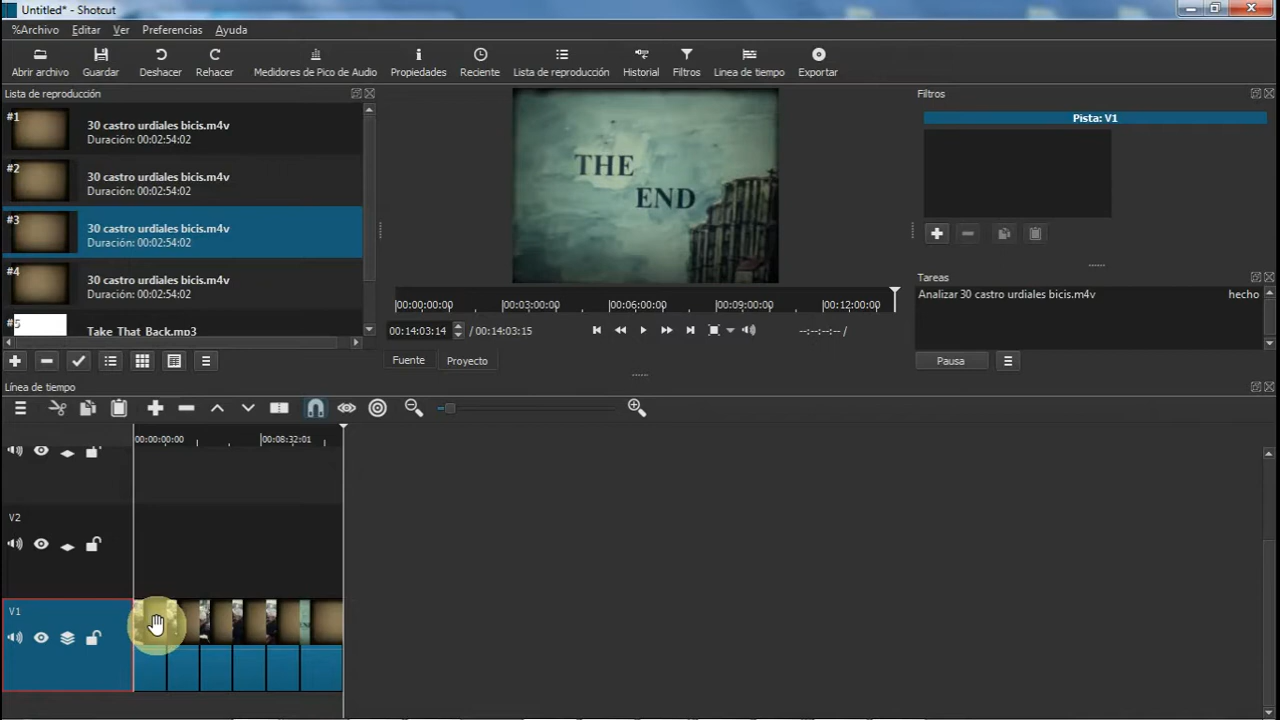 Untitled* - Shotcut
%Archivo Editar Ver Preferencias Ayuda
Abrir archivo Guardar Deshacer Rehacer Medidores de Pico de Audio Propiedades Reciente Lista de reproducción Historial Filtros Linea de tiempo Exportar
Lista de reproducción
#1
30 castro urdiales bicis.m4v
Duración: 00:02:54:02
#2
30 castro urdiales bicis.m4v
Duración: 00:02:54:02
#3
30 castro urdiales bicis.m4v
Duración: 00:02:54:02
#4
30 castro urdiales bicis.m4v
Duración: 00:02:54:02
#5
Take_That_Back.mp3
THE
END
00:00:00:00 00:03:00:00 00:06:00:00 00:09:00:00 00:12:00:00
00:14:03:14 / 00:14:03:15 --:--:--:-- /
Fuente Proyecto
Filtros
Pista: V1
Tareas
Analizar 30 castro urdiales bicis.m4v hecho
Pausa
Línea de tiempo
00:00:00:00 00:08:32:01
V2
V1